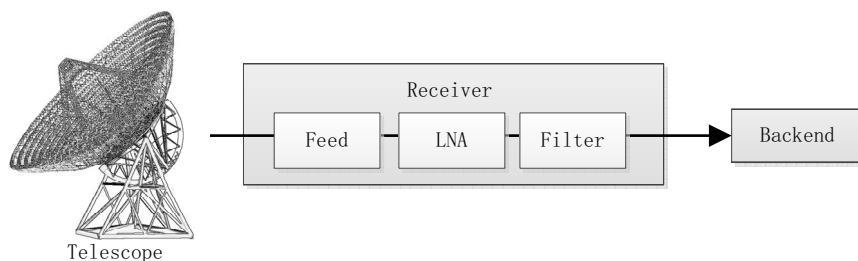 Receiver
Feed
LNA
Filter
Backend
Telescope